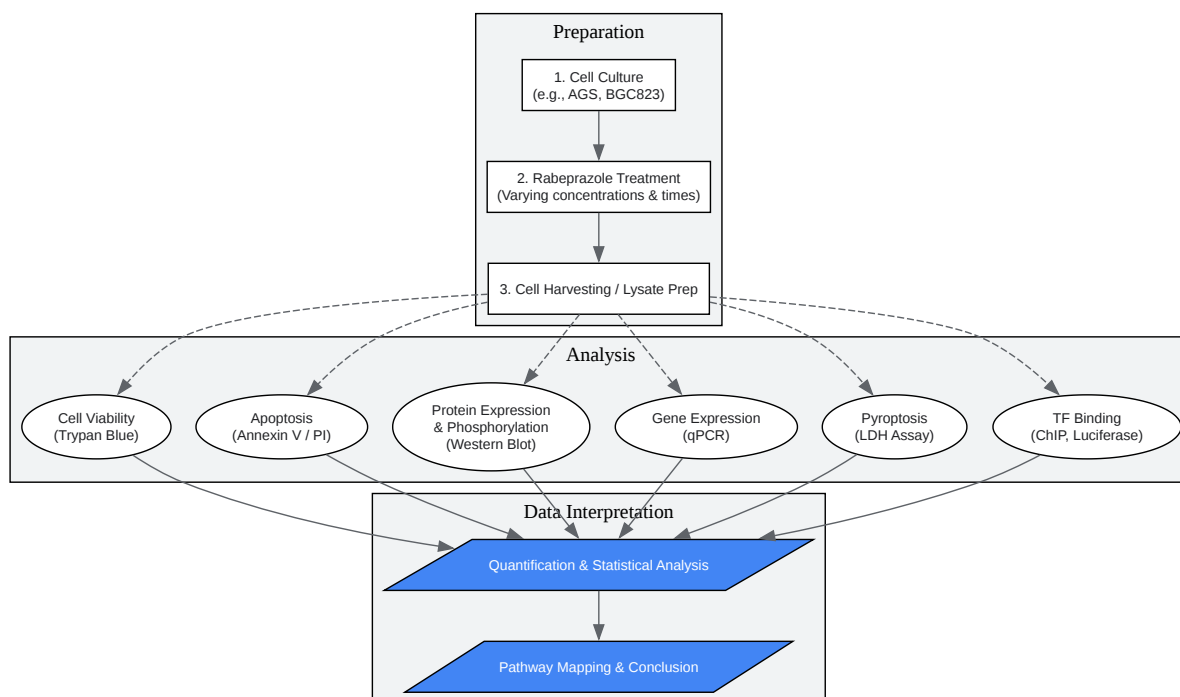 Preparation
1. Cell Culture
(e.g., AGS, BGC823)
2. Rabeprazole Treatment
(Varying concentrations & times)
3. Cell Harvesting / Lysate Prep
Analysis
Cell Viability
(Trypan Blue)
Apoptosis
(Annexin V / PI)
Protein Expression
& Phosphorylation
(Western Blot)
Gene Expression
(qPCR)
Pyroptosis
(LDH Assay)
TF Binding
(ChIP, Luciferase)
Data Interpretation
Quantification & Statistical Analysis
Pathway Mapping & Conclusion